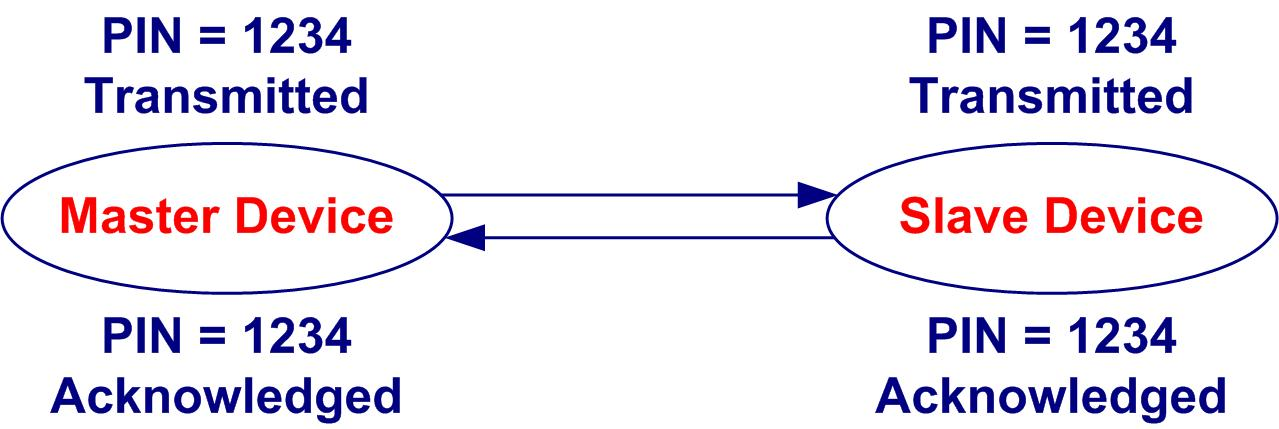 PIN = 1234
Transmitted
Master Device
PIN = 1234
Acknowledged
PIN = 1234
Transmitted
Slave Device
PIN = 1234
Acknowledged